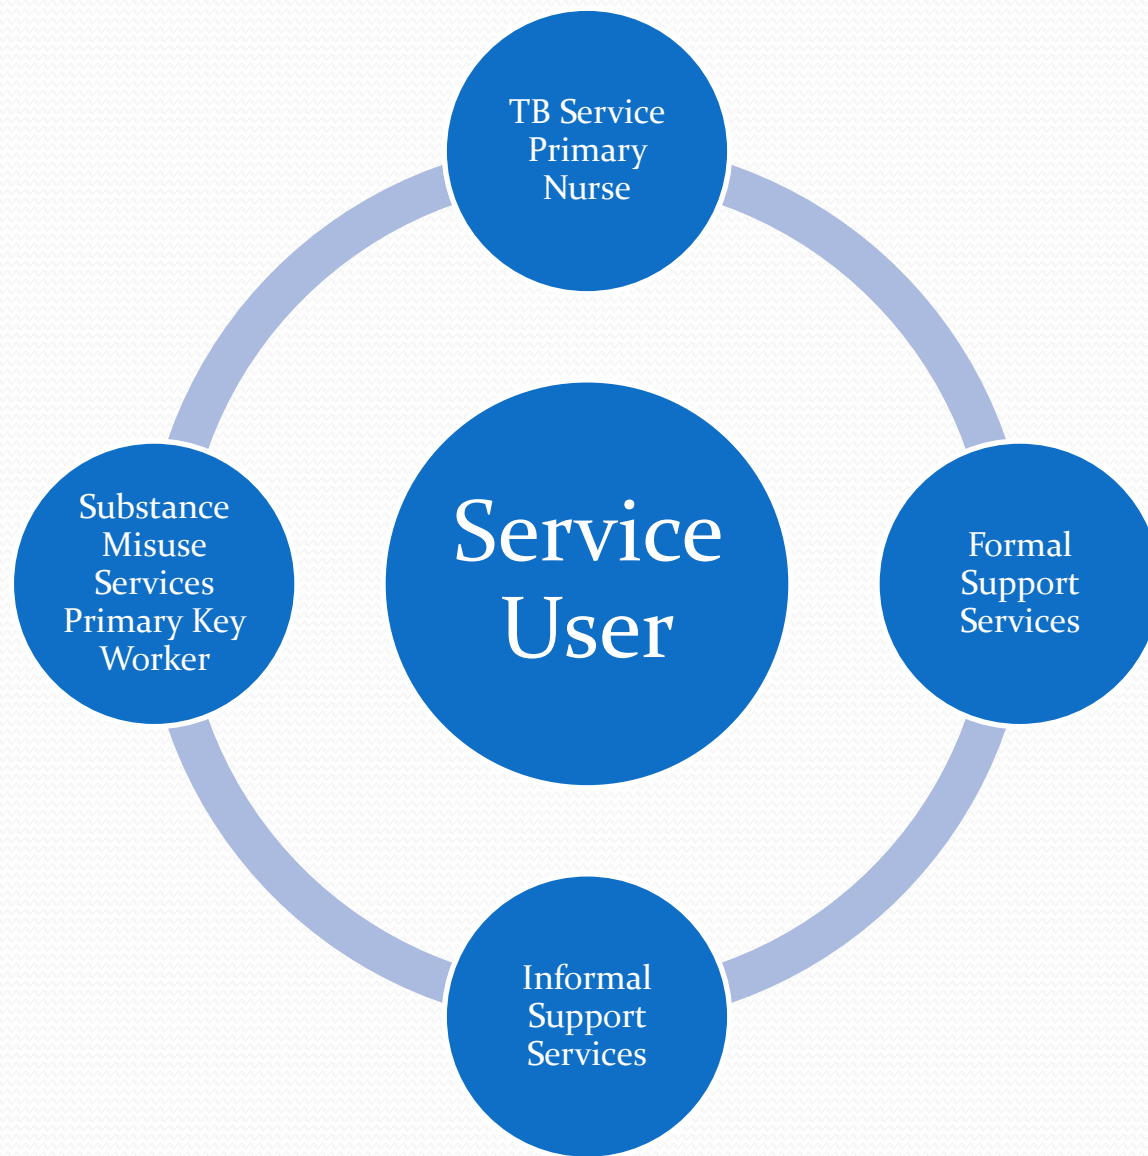 TB Service
Primary
Nurse
Substance
Misuse
Services
Primary Key
Worker
Service
User
Formal
Support
Services
Informal
Support
Services